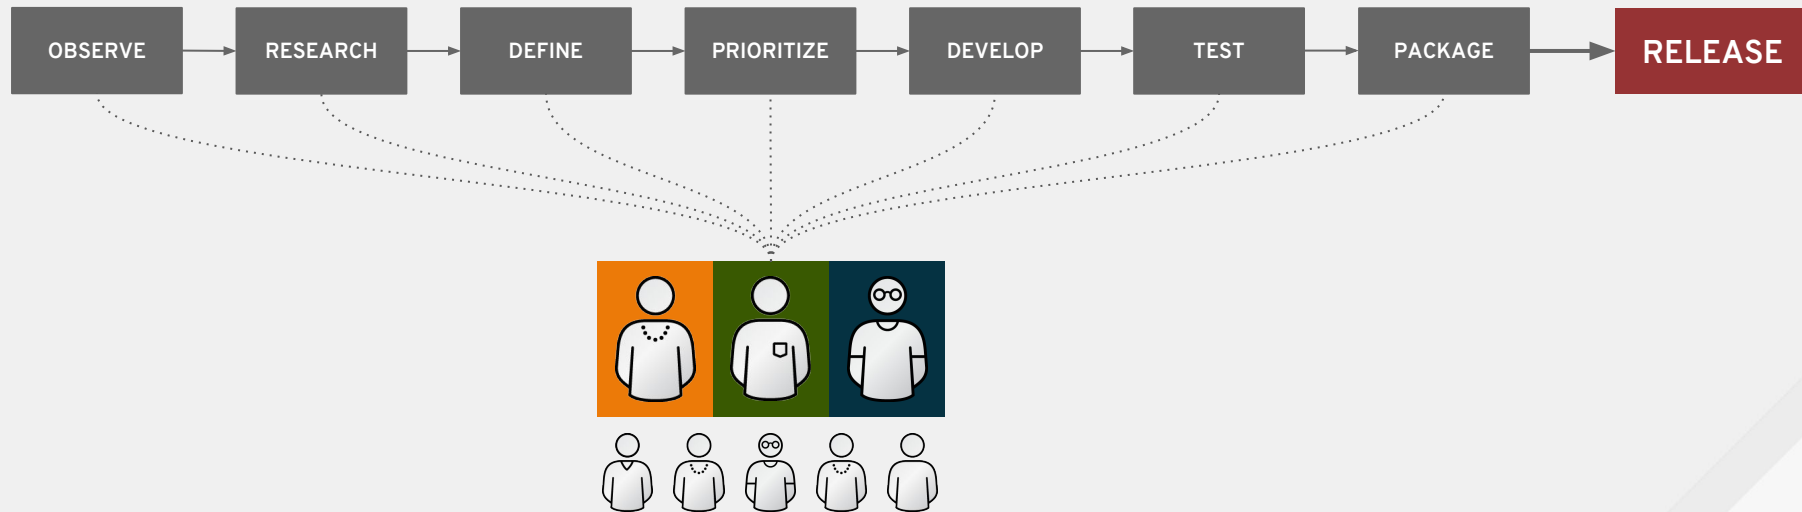 OBSERVE
RESEARCH
DEFINE
PRIORITIZE
DEVELOP
TEST
PACKAGE
RELEASE